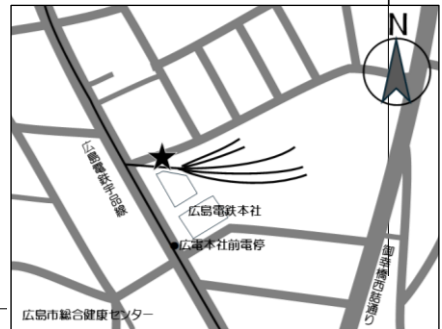 N
広島電鉄宇品線
広島電鉄本社
広電本社前電停
御幸橋西詰通り
広島市総合健康センター